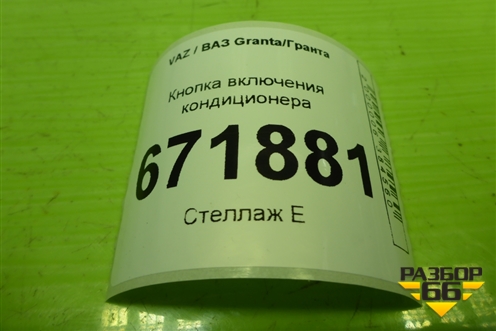 VAZ / ВАЗ Granta/Гранта
Кнопка включения
кондиционера
671881
Стеллаж Е
РАЗБОР
66